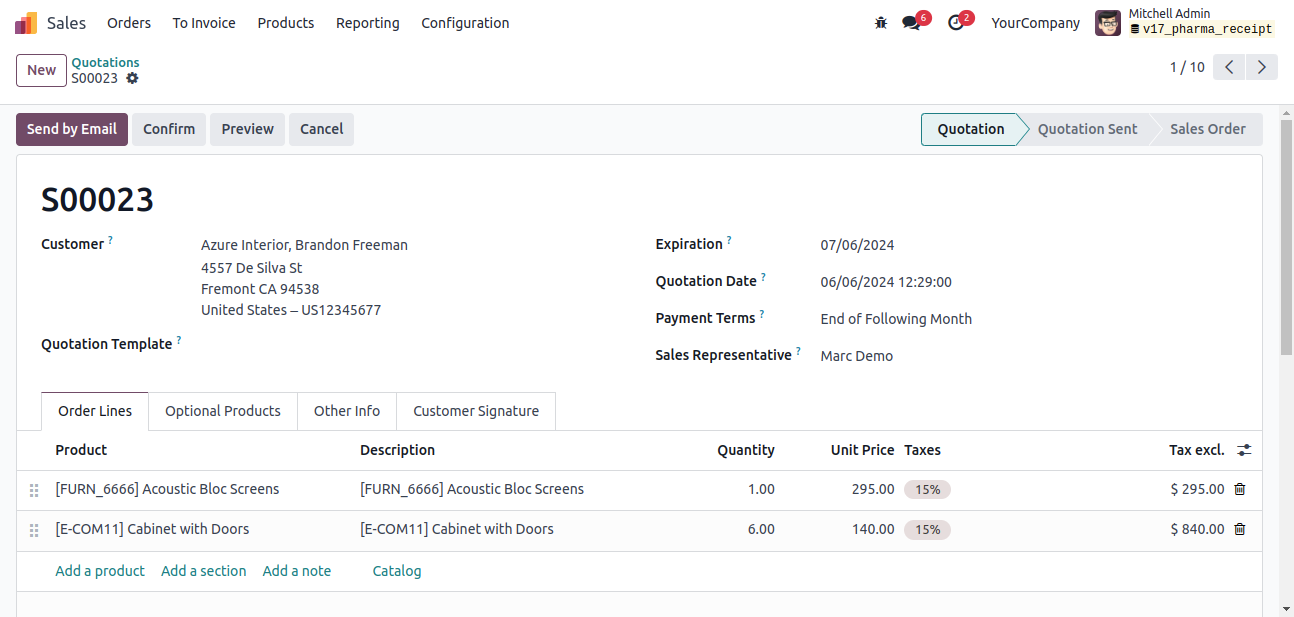 Sales Orders To Invoice Products Reporting Configuration 6 2 YourCompany Mitchell Admin
v17_pharma_receipt
New Quotations
S00023
1 / 10
Send by Email Confirm Preview Cancel Quotation Quotation Sent Sales Order
S00023
Customer ? Azure Interior, Brandon Freeman
4557 De Silva St
Fremont CA 94538
United States – US12345677
Quotation Template ?
Expiration ? 07/06/2024
Quotation Date ? 06/06/2024 12:29:00
Payment Terms ? End of Following Month
Sales Representative ? Marc Demo
Order Lines Optional Products Other Info Customer Signature
Product Description Quantity Unit Price Taxes Tax excl.
[FURN_6666] Acoustic Bloc Screens [FURN_6666] Acoustic Bloc Screens 1.00 295.00 15% $ 295.00
[E-COM11] Cabinet with Doors [E-COM11] Cabinet with Doors 6.00 140.00 15% $ 840.00
Add a product Add a section Add a note Catalog